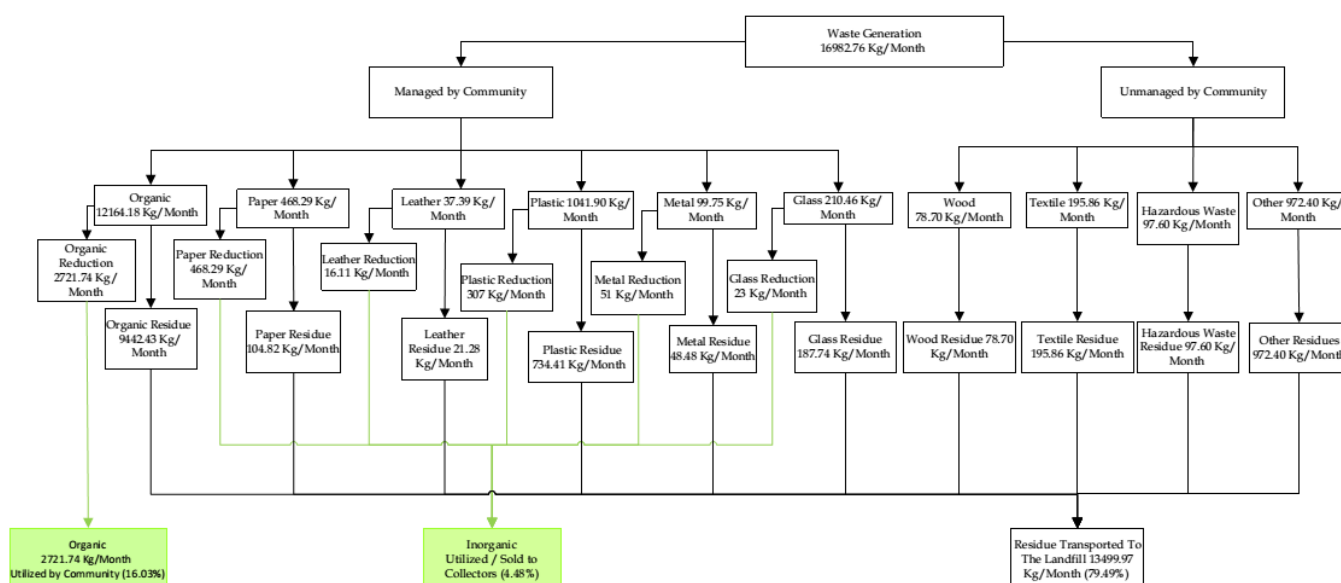 Waste Generation
16982.76 Kg/Month
Managed by Community
Unmanaged by Community
Organic
12164.18 Kg/Month
Paper 468.29 Kg/
Month
Leather 37.39 Kg/
Month
Plastic 1041.90 Kg/
Month
Metal 99.75 Kg/
Month
Glass 210.46 Kg/
Month
Wood
78.70 Kg/Month
Textile 195.86 Kg/
Month
Hazardous Waste
97.60 Kg/Month
Other 972.40 Kg/
Month
Organic
Reduction
2721.74 Kg/
Month
Paper Reduction
468.29 Kg/
Month
Leather Reduction
16.11 Kg/Month
Plastic Reduction
307 Kg/Month
Metal Reduction
51 Kg/Month
Glass Reduction
23 Kg/Month
Organic Residue
9442.43 Kg/
Month
Paper Residue
104.82 Kg/Month
Leather
Residue 21.28
Kg/Month
Plastic Residue
734.41 Kg/Month
Metal Residue
48.48 Kg/Month
Glass Residue
187.74 Kg/Month
Wood Residue 78.70
Kg/Month
Textile Residue
195.86 Kg/Month
Hazardous Waste
Residue 97.60 Kg/
Month
Other Residues
972.40 Kg/Month
Organic
2721.74 Kg/Month
Utilized by Community (16.03%)
Inorganic
Utilized / Sold to
Collectors (4.48%)
Residue Transported To
The Landfill 13499.97
Kg/Month (79.49%)